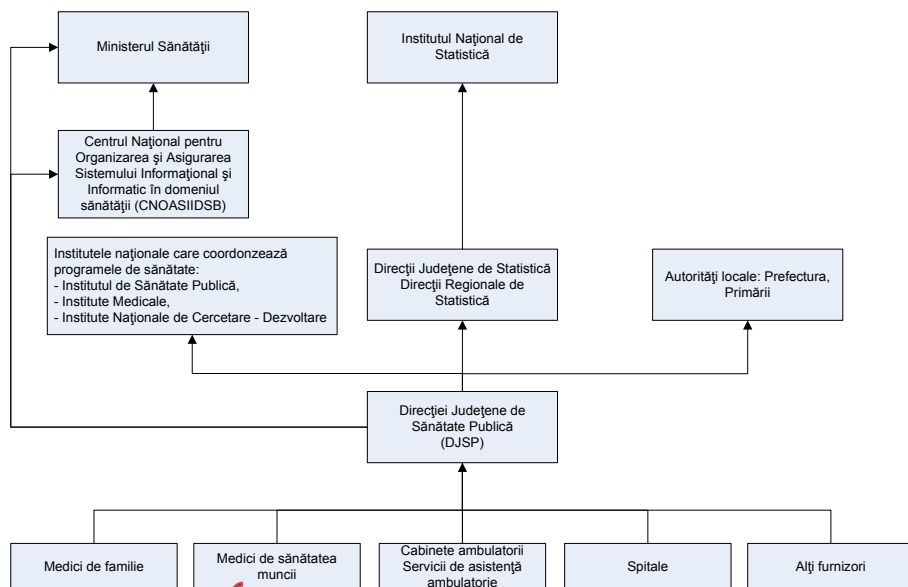 Ministerul Sănătăţii
Institutul Naţional de
Statistică
Centrul Naţional pentru
Organizarea şi Asigurarea
Sistemului Informaţional şi
Informatic în domeniul
sănătăţii (CNOASIIDSB)
Institutele naţionale care coordonzează
programele de sănătate:
- Institutul de Sănătate Publică,
- Institute Medicale,
- Institute Naţionale de Cercetare - Dezvoltare
Direcţii Judeţene de Statistică
Direcţii Regionale de
Statistică
Autorităţi locale: Prefectura,
Primării
Direcţiei Judeţene de
Sănătate Publică
(DJSP)
Medici de familie
Medici de sănătatea
muncii
Cabinete ambulatorii
Servicii de asistenţă
ambulatorie
Spitale
Alţi furnizori